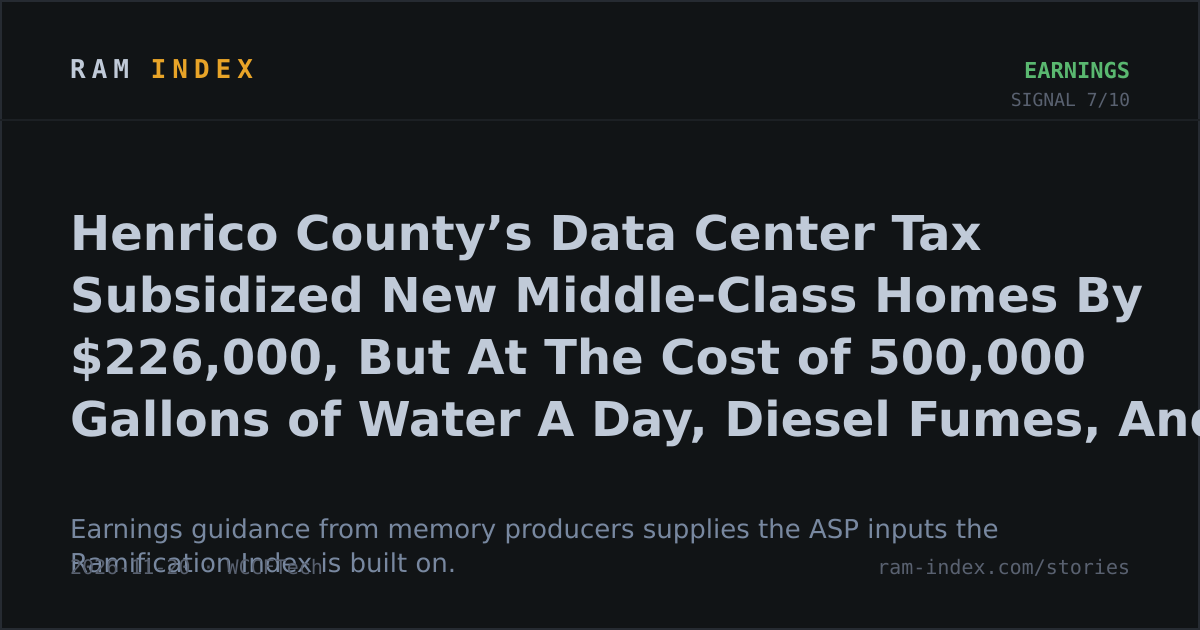 RAM INDEX
EARNINGS
SIGNAL 7/10
Henrico County’s Data Center Tax
Subsidized New Middle-Class Homes By
$226,000, But At The Cost of 500,000
Gallons of Water A Day, Diesel Fumes, And
Earnings guidance from memory producers supplies the ASP inputs the
Ramification Index is built on.
WCCFTech
ram-index.com/stories